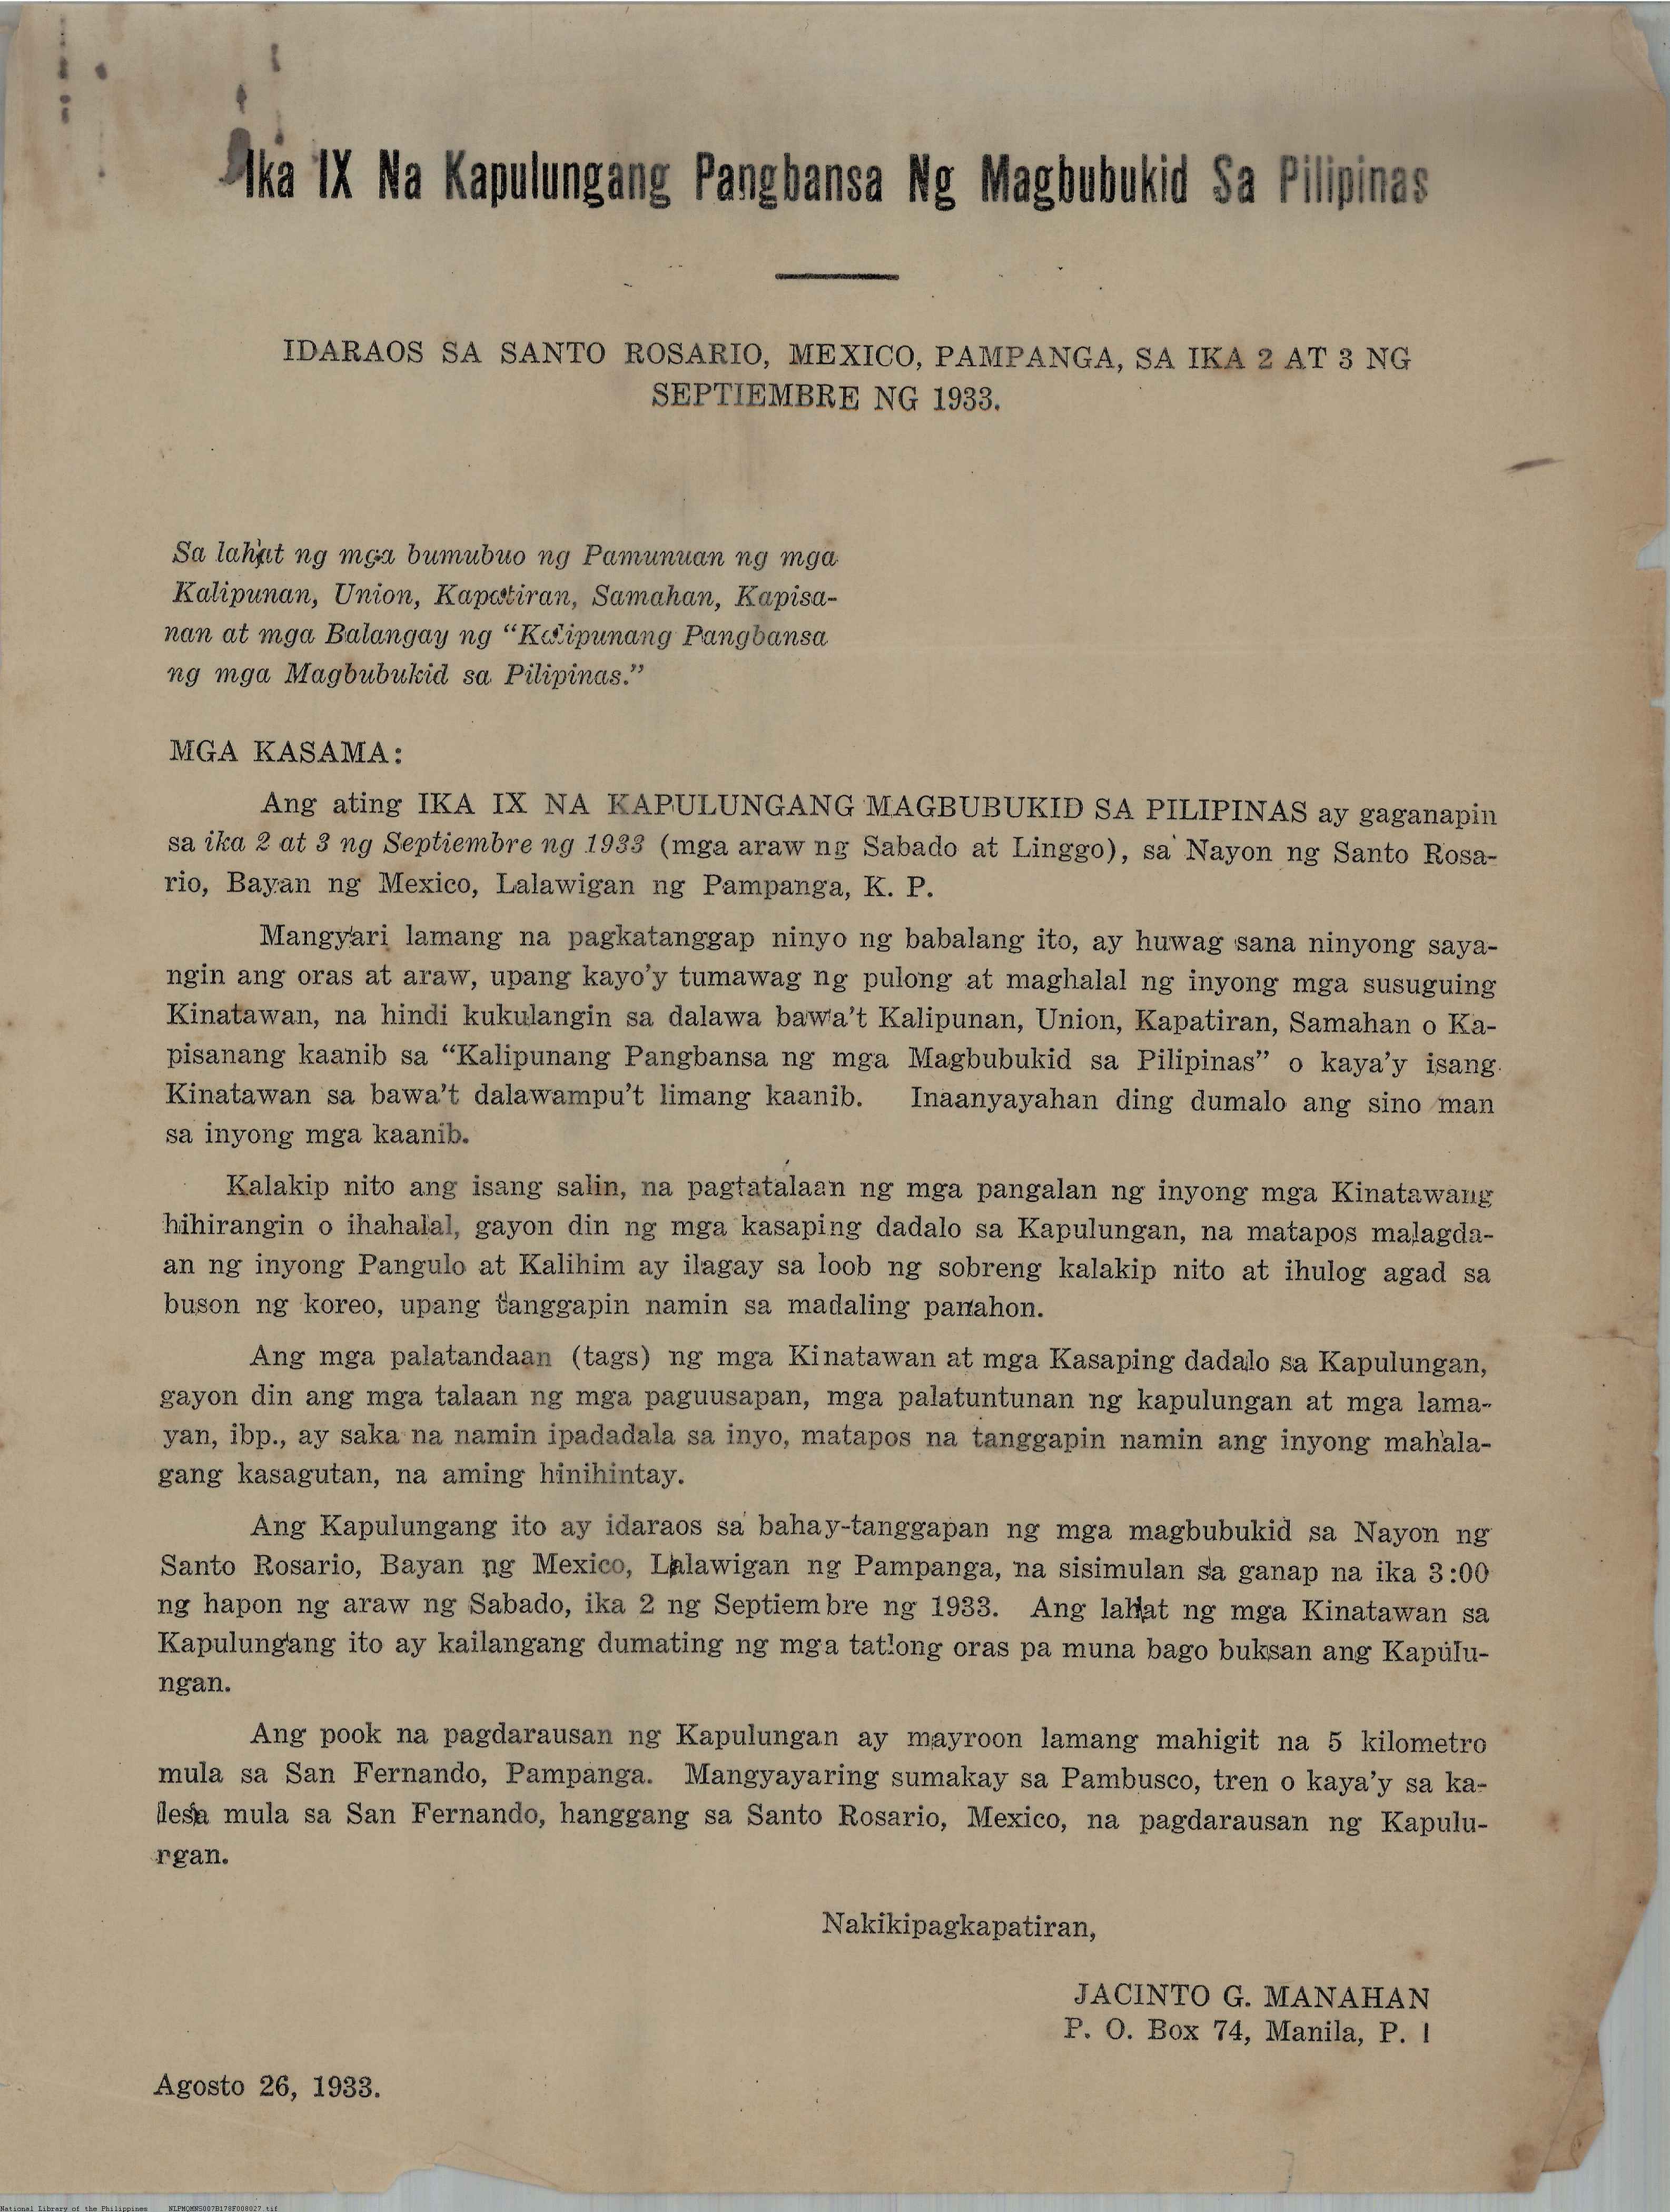 Ika IX Na Kapulungang Pangbansa Ng Magbubukid Sa Pilipinas
IDARAOS SA SANTO ROSARIO, MEXICO, PAMPANGA, SA IKA 2 AT 3 NG
SEPTIEMBRE NG 1933.
Sa lahat ng mga bumubuo ng Pamunuan ng mga
Kalipunan, Union, Kapatiran, Samahan, Kapisa-
nan at mga Balangay ng “Kalipunang Pangbansa
ng mga Magbubukid sa Pilipinas.”
MGA KASAMA:
Ang ating IKA IX NA KAPULUNGANG MAGBUBUKID SA PILIPINAS ay gaganapin
sa ika 2 at 3 ng Septiembre ng 1933 (mga araw ng Sabado at Linggo), sa Nayon ng Santo Rosa-
rio, Bayan ng Mexico, Lalawigan ng Pampanga, K. P.
Mangyari lamang na pagkatanggap ninyo ng babalang ito, ay huwag sana ninyong saya-
ngin ang oras at araw, upang kayo’y tumawag ng pulong at maghalal ng inyong mga susuguing
Kinatawan, na hindi kukulangin sa dalawa bawa’t Kalipunan, Union, Kapatiran, Samahan o Ka-
pisanang kaanib sa “Kalipunang Pangbansa ng mga Magbubukid sa Pilipinas” o kaya’y isang
Kinatawan sa bawa’t dalawampu’t limang kaanib. Inaanyayahan ding dumalo ang sino man
sa inyong mga kaanib.
Kalakip nito ang isang salin, na pagtatalaan ng mga pangalan ng inyong mga Kinatawang
hihirangin o ihahalal, gayon din ng mga kasaping dadalo sa Kapulungan, na matapos malagda-
an ng inyong Pangulo at Kalihim ay ilagay sa loob ng sobreng kalakip nito at ihulog agad sa
buson ng koreo, upang tanggapin namin sa madaling panahon.
Ang mga palatandaan (tags) ng mga Kinatawan at mga Kasaping dadalo sa Kapulungan,
gayon din ang mga talaan ng mga paguusapan, mga palatuntunan ng kapulungan at mga lama-
yan, ibp., ay saka na namin ipadadala sa inyo, matapos na tanggapin namin ang inyong mahala-
gang kasagutan, na aming hinihintay.
Ang Kapulungang ito ay idaraos sa bahay-tanggapan ng mga magbubukid sa Nayon ng
Santo Rosario, Bayan ng Mexico, Lalawigan ng Pampanga, na sisimulan sa ganap na ika 3:00
ng hapon ng araw ng Sabado, ika 2 ng Septiembre ng 1933. Ang lahat ng mga Kinatawan sa
Kapulungang ito ay kailangang dumating ng mga tatlong oras pa muna bago buksan ang Kapulu-
ngan.
Ang pook na pagdarausan ng Kapulungan ay mayroon lamang mahigit na 5 kilometro
mula sa San Fernando, Pampanga. Mangyayaring sumakay sa Pambusco, tren o kaya’y sa ka-
lesa mula sa San Fernando, hanggang sa Santo Rosario, Mexico, na pagdarausan ng Kapulu-
ngan.
Nakikipagkapatiran,
JACINTO G. MANAHAN
P. O. Box 74, Manila, P. I
Agosto 26, 1933.
National Library of the Philippines NLPMQMNS007B178F008027.tif